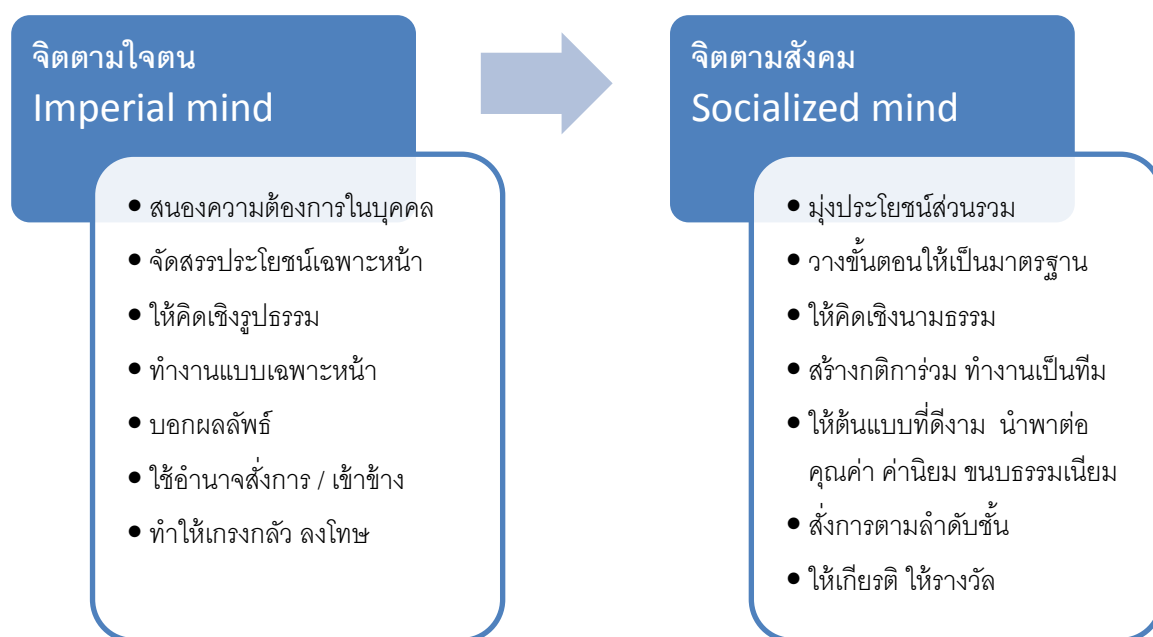 จิตตามใจตน
Imperial mind
• สนองความต้องการในบุคคล
• จัดสรรประโยชน์เฉพาะหน้า
• ให้คิดเชิงรูปธรรม
• ทำงานแบบเฉพาะหน้า
• บอกผลลัพธ์
• ใช้อำนาจสั่งการ / เข้าข้าง
• ทำให้เกรงกลัว ลงโทษ
จิตตามสังคม
Socialized mind
• มุ่งประโยชน์ส่วนรวม
• วางขั้นตอนให้เป็นมาตรฐาน
• ให้คิดเชิงนามธรรม
• สร้างกติการ่วม ทำงานเป็นทีม
• ให้ต้นแบบที่ดีงาม นำพาต่อ
คุณค่า ค่านิยม ขนบธรรมเนียม
• สั่งการตามลำดับชั้น
• ให้เกียรติ ให้รางวัล